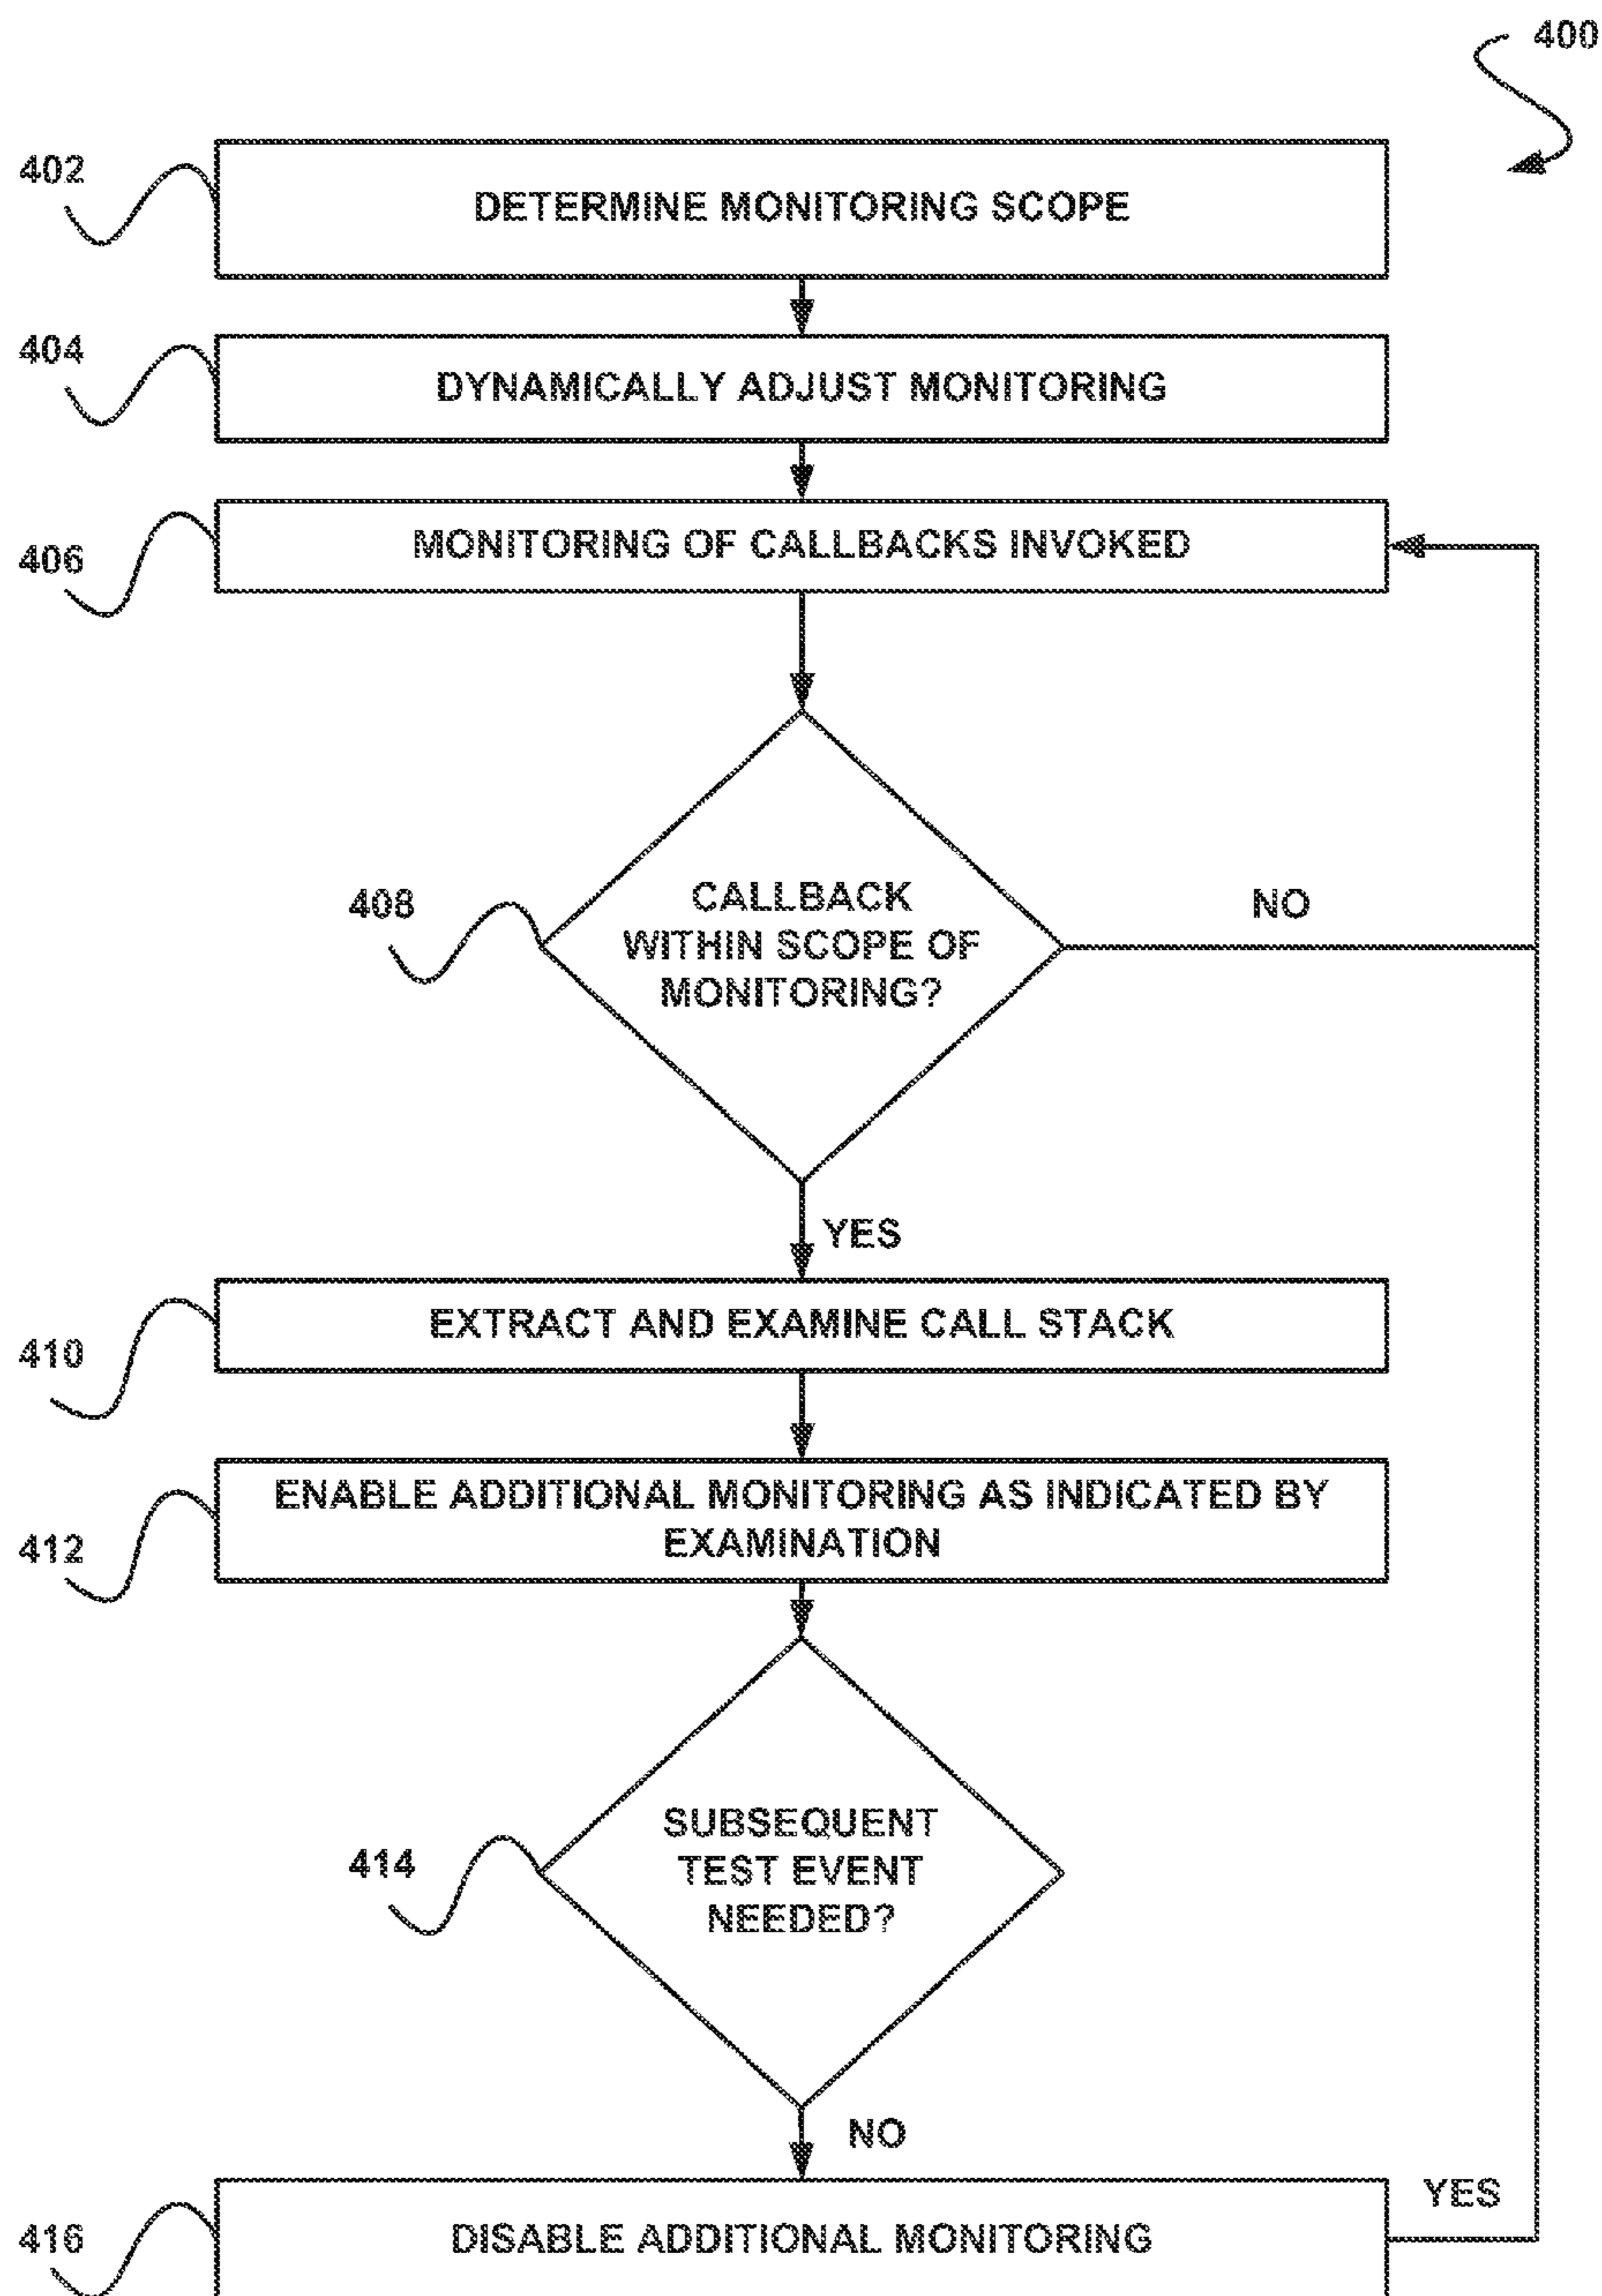 400
402
DETERMINE MONITORING SCOPE
404
DYNAMICALLY ADJUST MONITORING
406
MONITORING OF CALLBACKS INVOKED
408
CALLBACK
WITHIN SCOPE OF
MONITORING?
NO
YES
410
EXTRACT AND EXAMINE CALL STACK
412
ENABLE ADDITIONAL MONITORING AS INDICATED BY
EXAMINATION
414
SUBSEQUENT
TEST EVENT
NEEDED?
NO
YES
416
DISABLE ADDITIONAL MONITORING